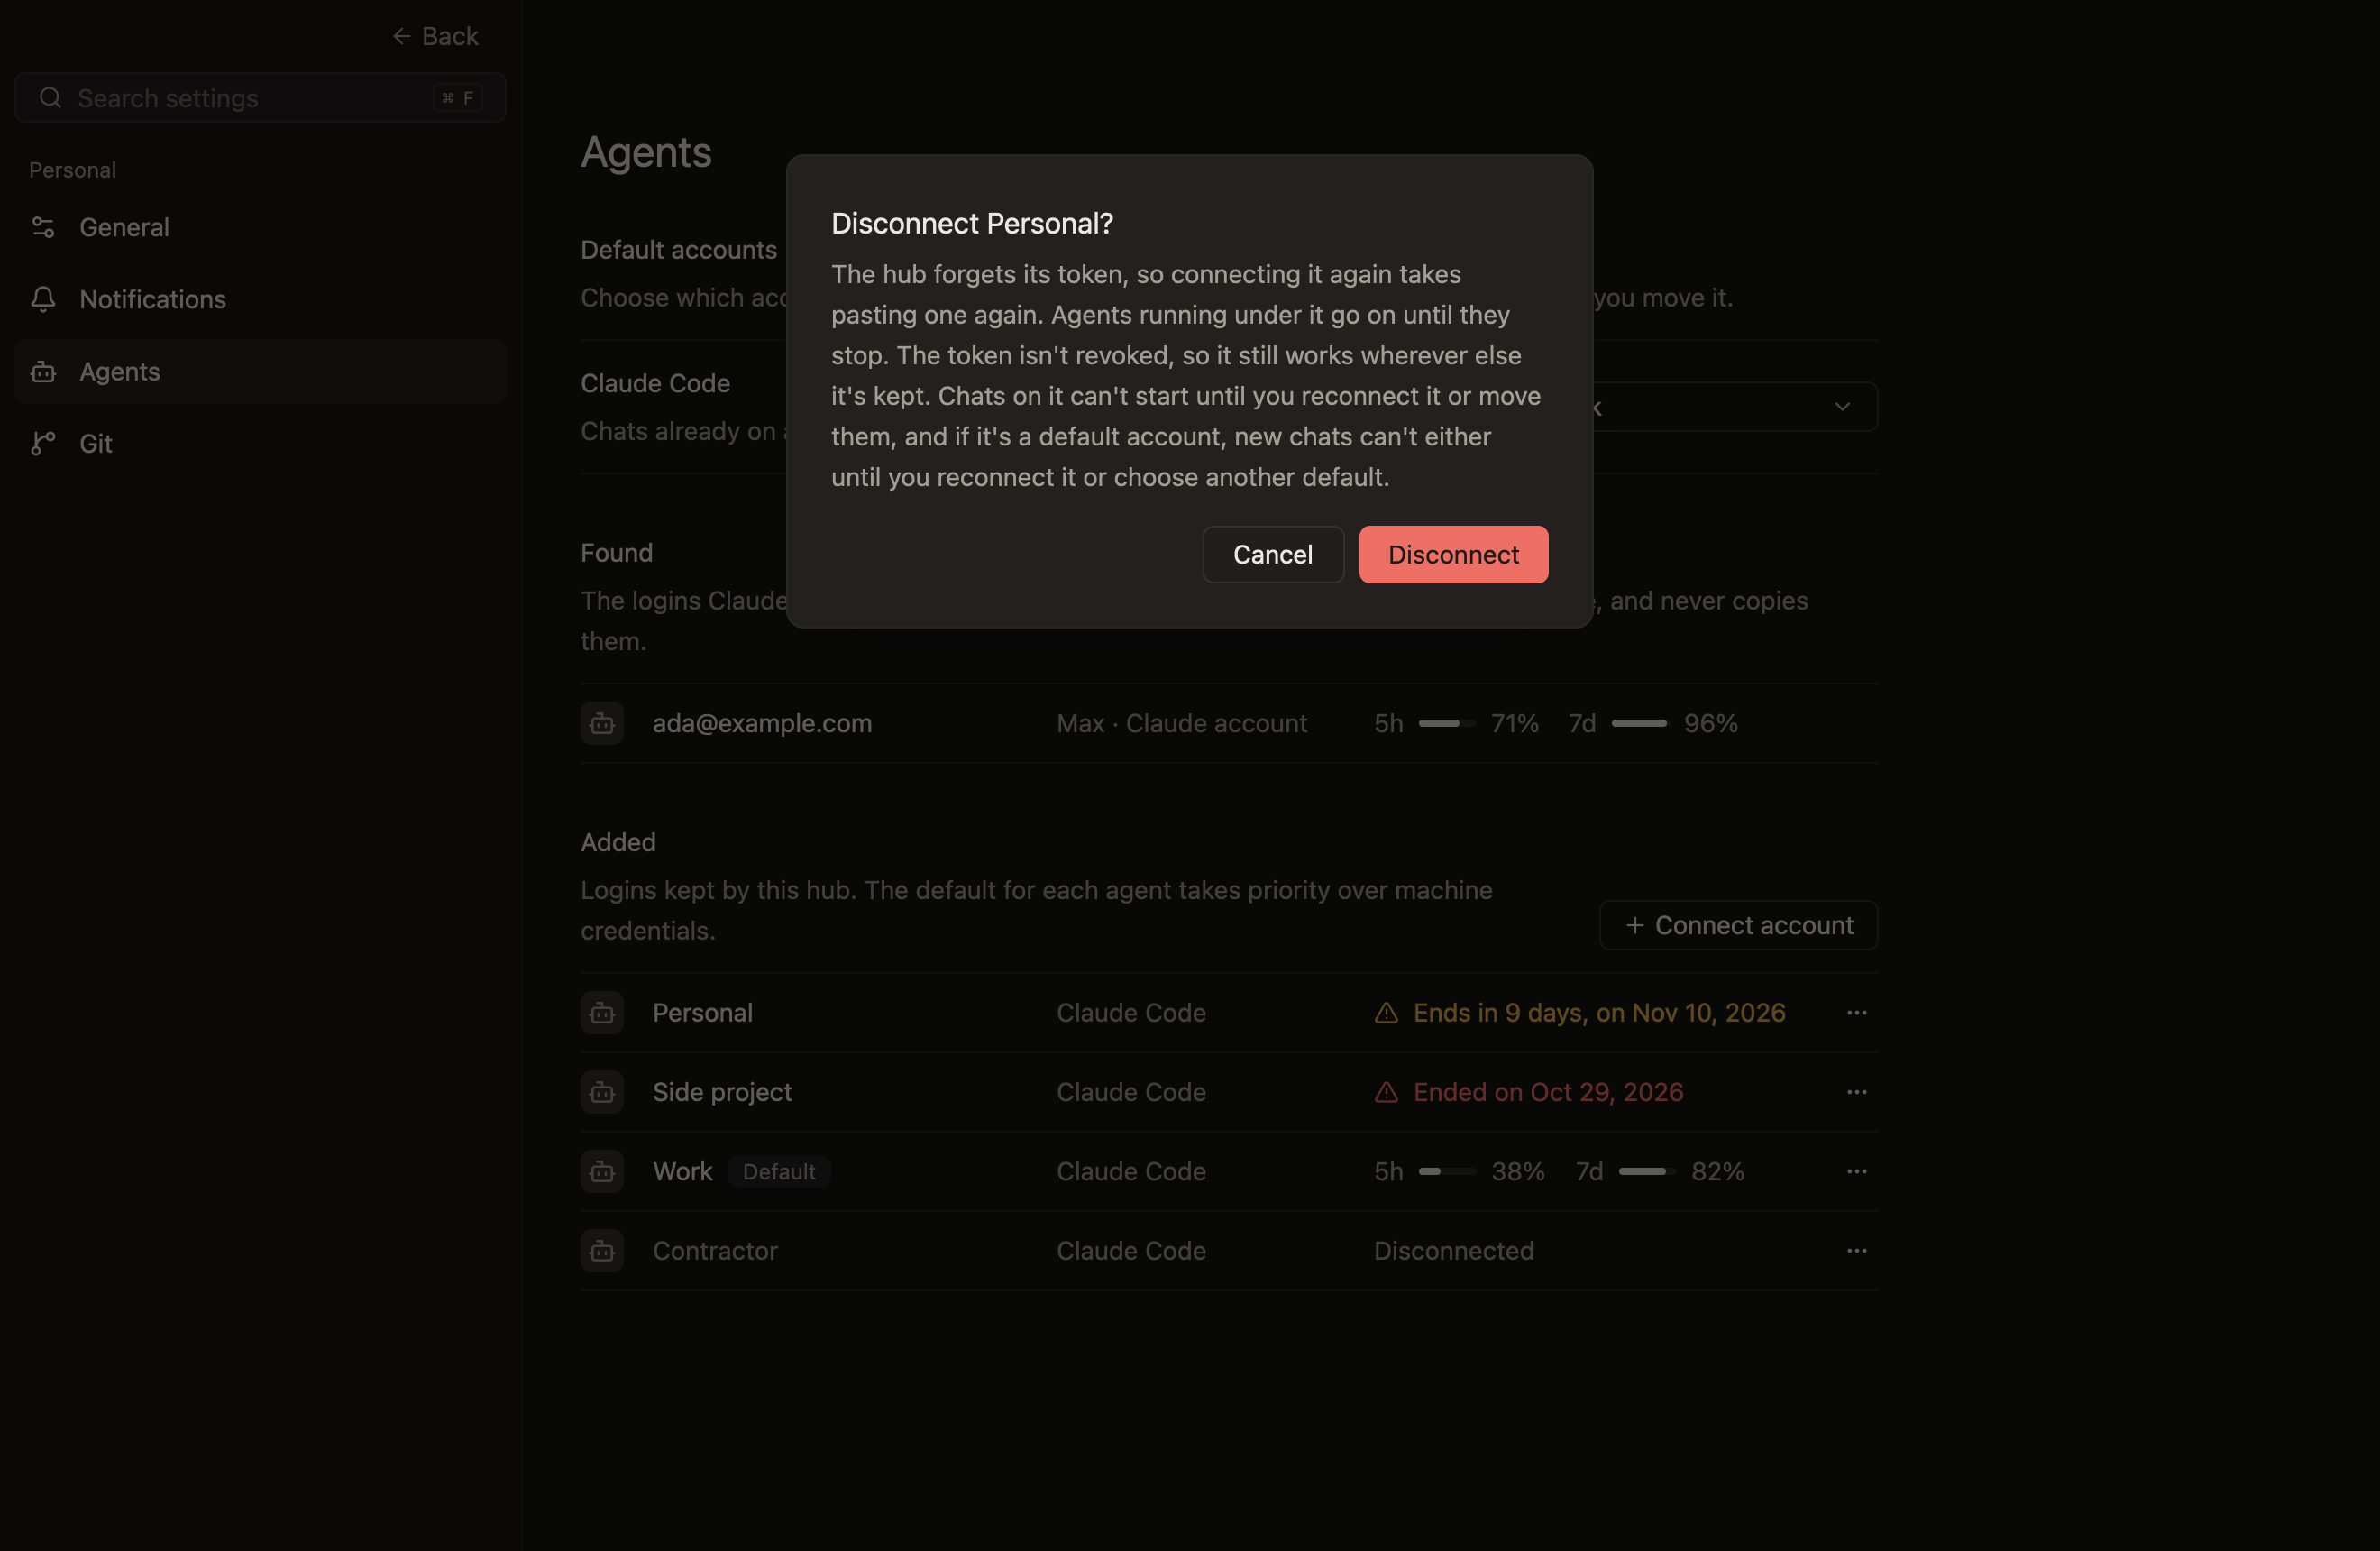 Back
Search settings
⌘ F
Personal
General
Notifications
Agents
Git
Agents
Default accounts
Choose which acc
you move it.
Claude Code
Chats already on
Found
The logins Claude
, and never copies
them.
ada@example.com
Max · Claude account
5h 71% 7d 96%
Added
Logins kept by this hub. The default for each agent takes priority over machine
credentials.
+ Connect account
Personal
Claude Code
Ends in 9 days, on Nov 10, 2026
Side project
Claude Code
Ended on Oct 29, 2026
Work Default
Claude Code
5h 38% 7d 82%
Contractor
Claude Code
Disconnected
Disconnect Personal?
The hub forgets its token, so connecting it again takes
pasting one again. Agents running under it go on until they
stop. The token isn't revoked, so it still works wherever else
it's kept. Chats on it can't start until you reconnect it or move
them, and if it's a default account, new chats can't either
until you reconnect it or choose another default.
Cancel
Disconnect